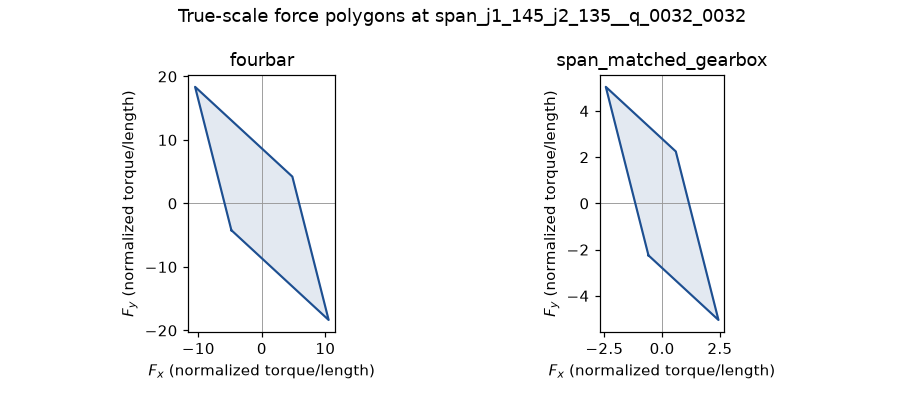 True-scale force polygons at span_j1_145_j2_135__q_0032_0032
fourbar
span_matched_gearbox
20
10
0
−10
−20
−10 0 10
F_y (normalized torque/length)
F_x (normalized torque/length)
4
2
0
−2
−4
−2.5 0.0 2.5
F_y (normalized torque/length)
F_x (normalized torque/length)